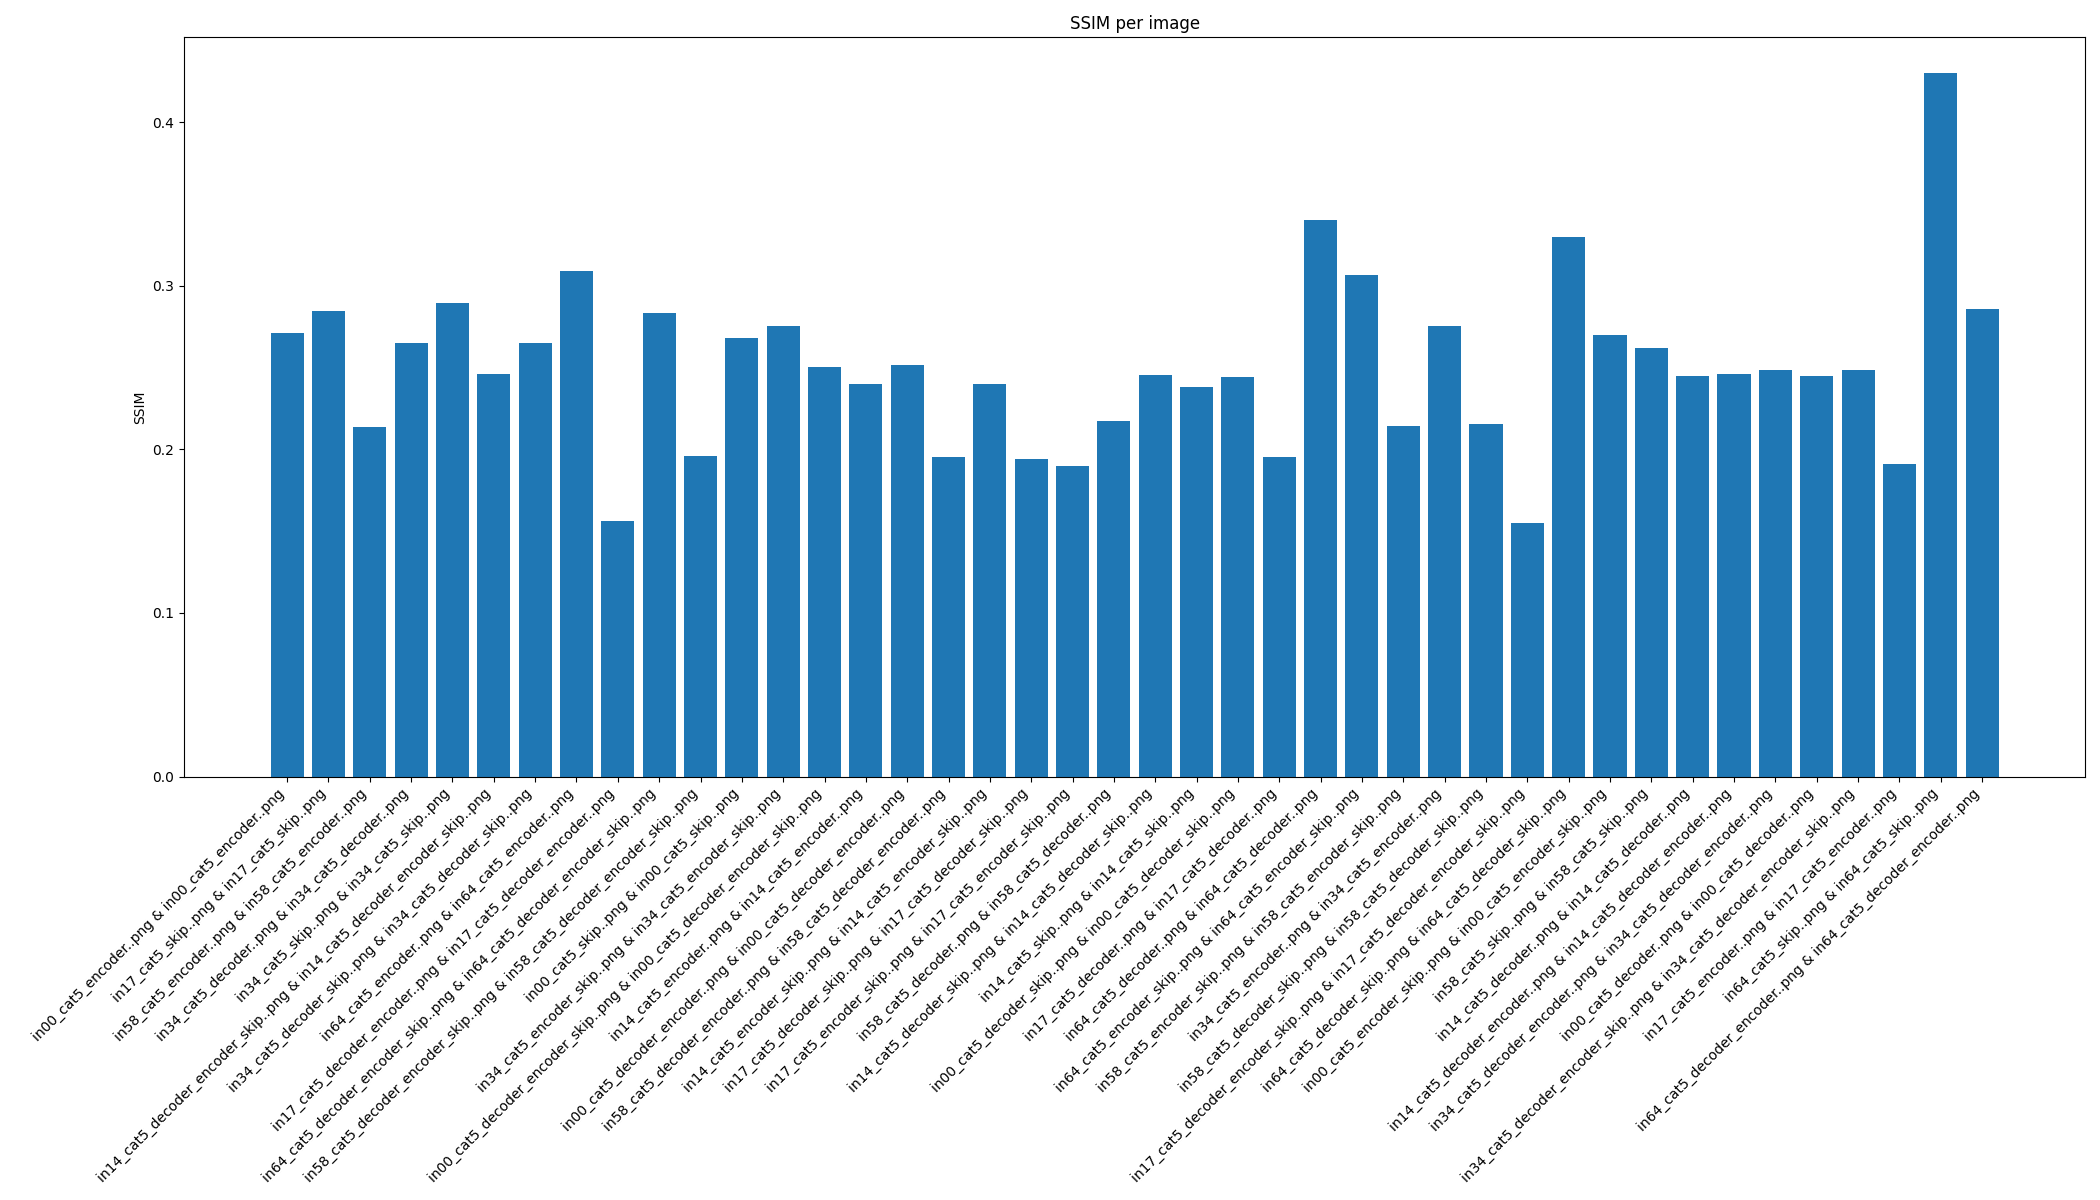 SSIM per image
SSIM
0.4
0.3
0.2
0.1
0.0
in00_cat5_encoder..png & in00_cat5_encoder..png
in17_cat5_skip..png & in17_cat5_skip..png
in58_cat5_encoder..png & in58_cat5_encoder..png
in34_cat5_decoder..png & in34_cat5_decoder..png
in34_cat5_skip..png & in34_cat5_skip..png
in14_cat5_decoder_encoder_skip..png & in14_cat5_decoder_encoder_skip..png
in34_cat5_decoder_skip..png & in34_cat5_decoder_skip..png
in64_cat5_encoder..png & in64_cat5_encoder..png
in17_cat5_decoder_encoder..png & in17_cat5_decoder_encoder..png
in64_cat5_decoder_encoder_skip..png & in64_cat5_decoder_encoder_skip..png
in58_cat5_decoder_encoder_skip..png & in58_cat5_decoder_encoder_skip..png
in00_cat5_skip..png & in00_cat5_skip..png
in34_cat5_encoder_skip..png & in34_cat5_encoder_skip..png
in00_cat5_decoder_encoder_skip..png & in00_cat5_decoder_encoder_skip..png
in14_cat5_encoder..png & in14_cat5_encoder..png
in00_cat5_decoder_encoder..png & in00_cat5_decoder_encoder..png
in58_cat5_decoder_encoder..png & in58_cat5_decoder_encoder..png
in14_cat5_encoder_skip..png & in14_cat5_encoder_skip..png
in17_cat5_decoder_skip..png & in17_cat5_decoder_skip..png
in17_cat5_encoder_skip..png & in17_cat5_encoder_skip..png
in58_cat5_decoder..png & in58_cat5_decoder..png
in14_cat5_decoder_skip..png & in14_cat5_decoder_skip..png
in14_cat5_skip..png & in14_cat5_skip..png
in00_cat5_decoder_skip..png & in00_cat5_decoder_skip..png
in17_cat5_decoder..png & in17_cat5_decoder..png
in64_cat5_decoder..png & in64_cat5_decoder..png
in64_cat5_encoder_skip..png & in64_cat5_encoder_skip..png
in58_cat5_encoder_skip..png & in58_cat5_encoder_skip..png
in34_cat5_encoder..png & in34_cat5_encoder..png
in58_cat5_decoder_skip..png & in58_cat5_decoder_skip..png
in17_cat5_decoder_encoder_skip..png & in17_cat5_decoder_encoder_skip..png
in64_cat5_decoder_skip..png & in64_cat5_decoder_skip..png
in00_cat5_encoder_skip..png & in00_cat5_encoder_skip..png
in58_cat5_skip..png & in58_cat5_skip..png
in14_cat5_decoder..png & in14_cat5_decoder..png
in14_cat5_decoder_encoder..png & in14_cat5_decoder_encoder..png
in34_cat5_decoder_encoder..png & in34_cat5_decoder_encoder..png
in00_cat5_decoder..png & in00_cat5_decoder..png
in34_cat5_decoder_encoder_skip..png & in34_cat5_decoder_encoder_skip..png
in17_cat5_encoder..png & in17_cat5_encoder..png
in64_cat5_skip..png & in64_cat5_skip..png
in64_cat5_decoder_encoder..png & in64_cat5_decoder_encoder..png